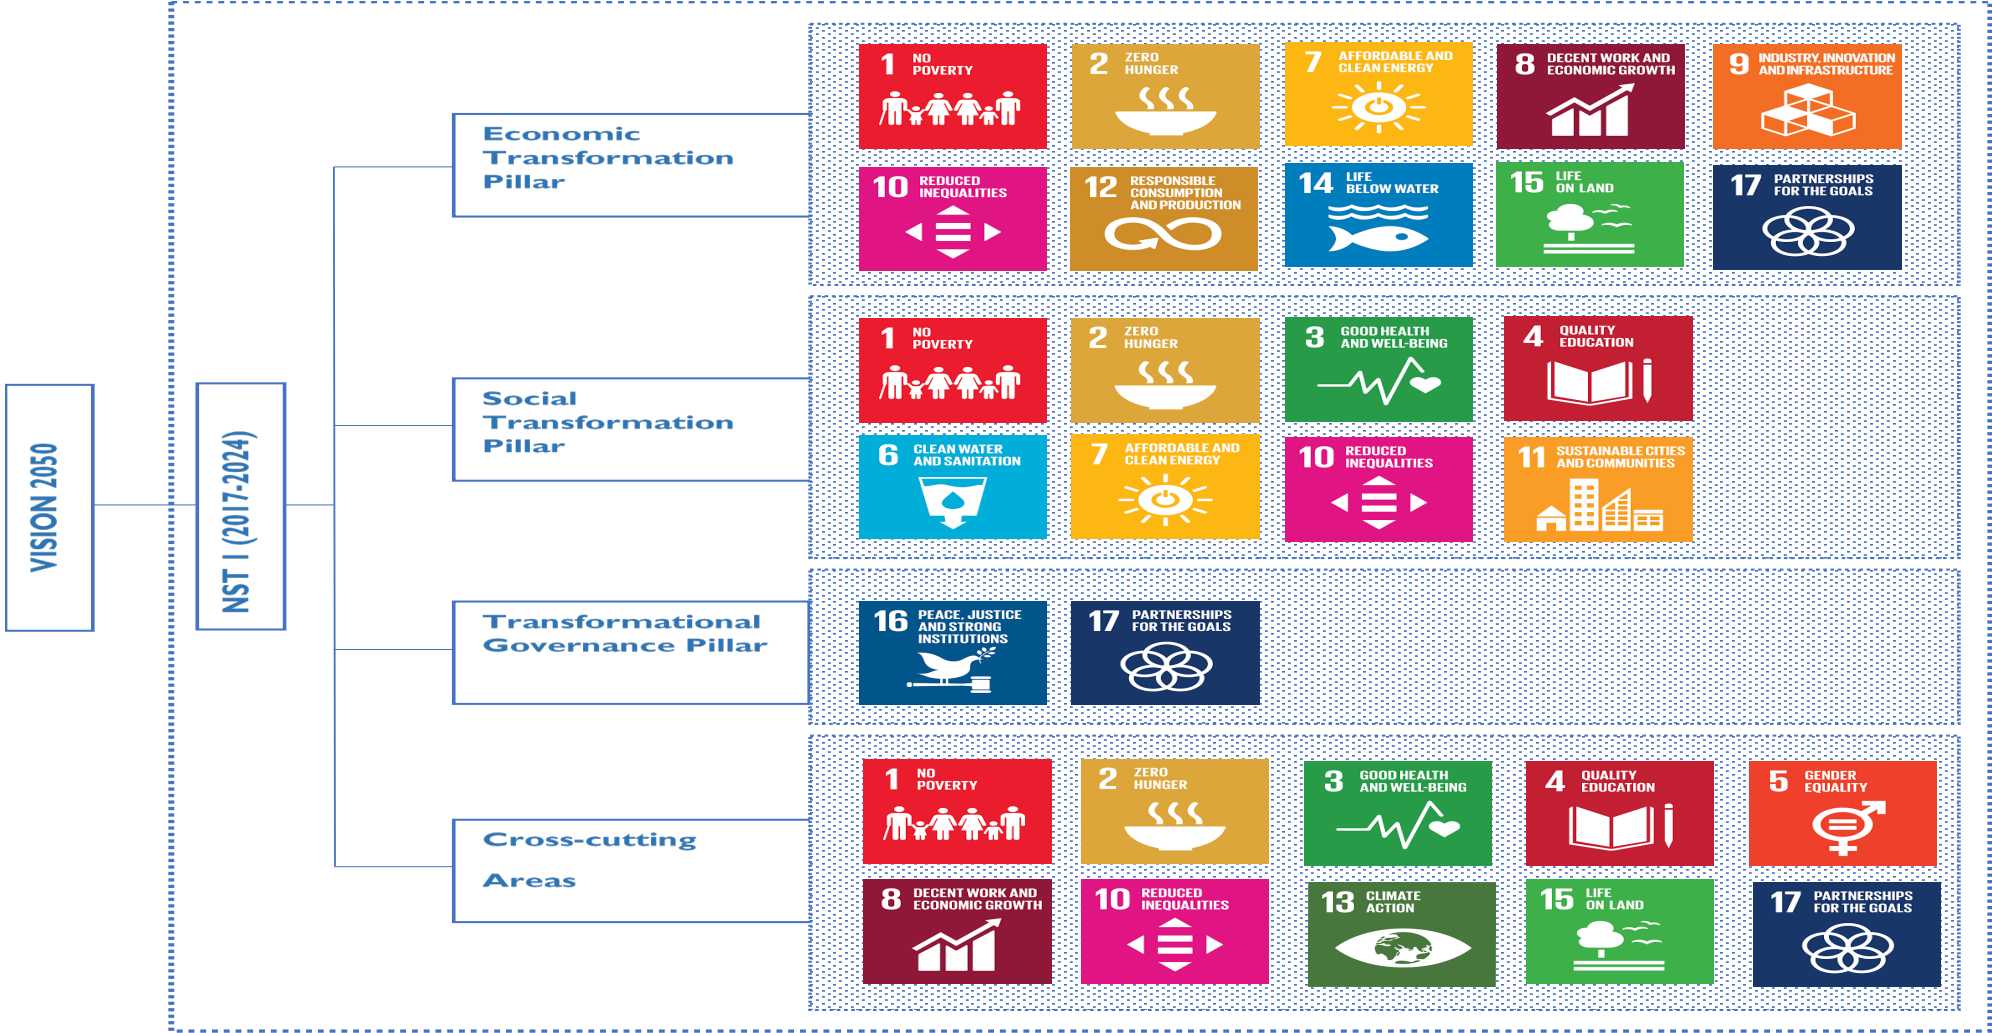 VISION 2050
NST I (2017-2024)
Economic
Transformation
Pillar
1 NO
POVERTY
2 ZERO
HUNGER
7 AFFORDABLE AND
CLEAN ENERGY
8 DECENT WORK AND
ECONOMIC GROWTH
9 INDUSTRY, INNOVATION
AND INFRASTRUCTURE
10 REDUCED
INEQUALITIES
12 RESPONSIBLE
CONSUMPTION
AND PRODUCTION
14 LIFE
BELOW WATER
15 LIFE
ON LAND
17 PARTNERSHIPS
FOR THE GOALS
Social
Transformation
Pillar
1 NO
POVERTY
2 ZERO
HUNGER
3 GOOD HEALTH
AND WELL-BEING
4 QUALITY
EDUCATION
6 CLEAN WATER
AND SANITATION
7 AFFORDABLE AND
CLEAN ENERGY
10 REDUCED
INEQUALITIES
11 SUSTAINABLE CITIES
AND COMMUNITIES
Transformational
Governance Pillar
16 PEACE, JUSTICE
AND STRONG
INSTITUTIONS
17 PARTNERSHIPS
FOR THE GOALS
Cross-cutting
Areas
1 NO
POVERTY
2 ZERO
HUNGER
3 GOOD HEALTH
AND WELL-BEING
4 QUALITY
EDUCATION
5 GENDER
EQUALITY
8 DECENT WORK AND
ECONOMIC GROWTH
10 REDUCED
INEQUALITIES
13 CLIMATE
ACTION
15 LIFE
ON LAND
17 PARTNERSHIPS
FOR THE GOALS